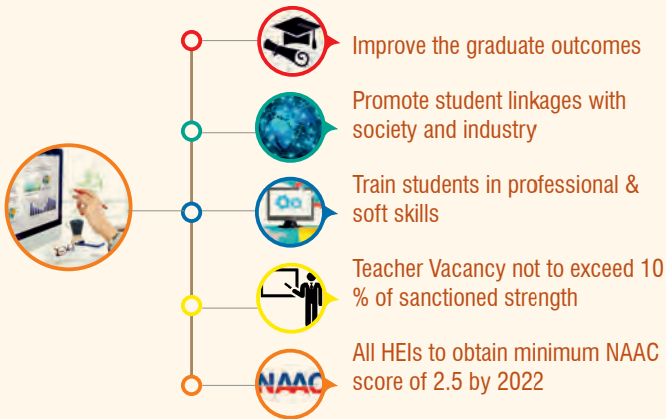 Improve the graduate outcomes
Promote student linkages with
society and industry
Train students in professional &
soft skills
Teacher Vacancy not to exceed 10
% of sanctioned strength
NAAC
All HEIs to obtain minimum NAAC
score of 2.5 by 2022